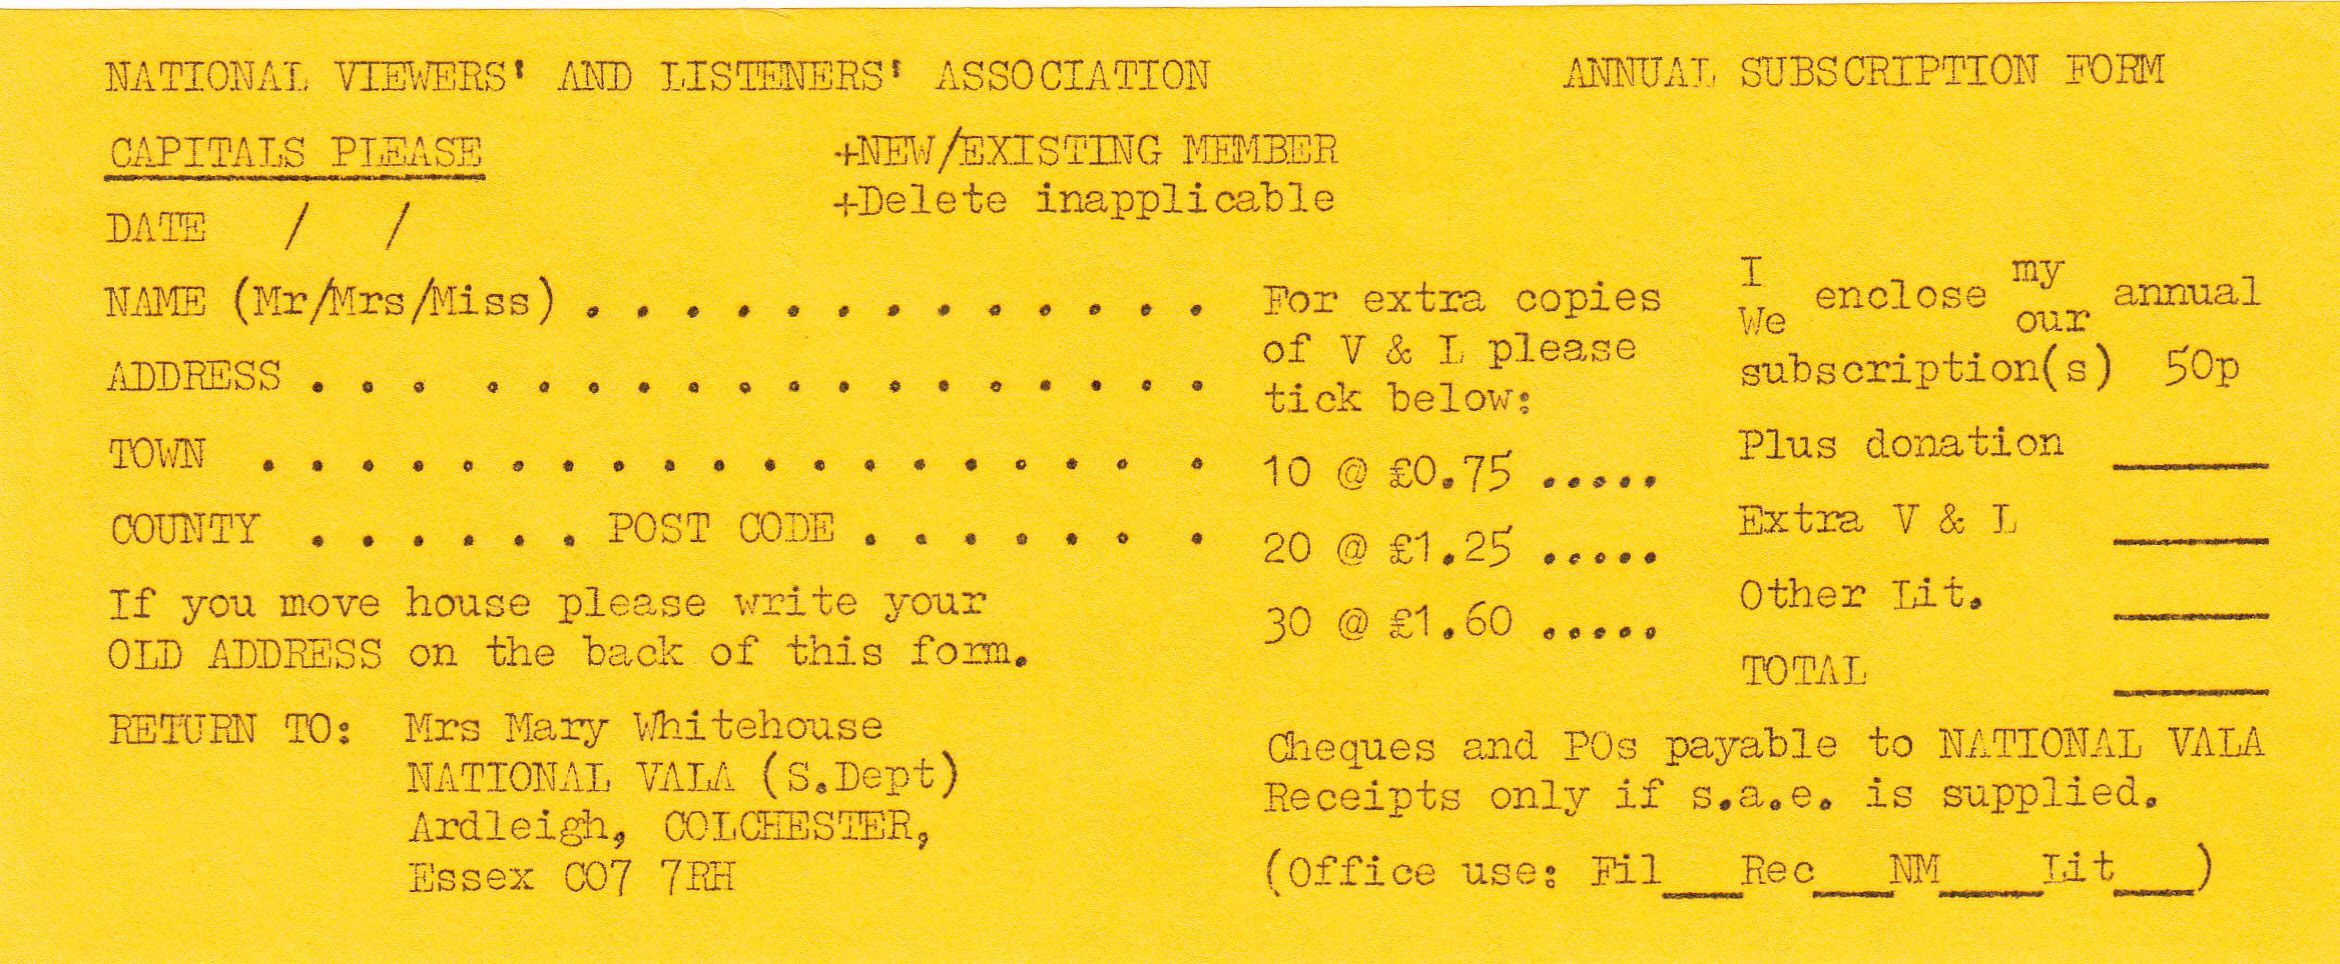 NATIONAL VIEWERS' AND LISTENERS' ASSOCIATION
ANNUAL SUBSCRIPTION FORM
CAPITALS PLEASE
+NEW/EXISTING MEMBER
+Delete inapplicable
DATE / /
NAME (Mr/Mrs/Miss) . . . . . . . . . . . . .
ADDRESS . . . . . . . . . . . . . . . . . .
TOWN . . . . . . . . . . . . . . . . . . .
COUNTY . . . . . . POST CODE . . . . . . .
If you move house please write your
OLD ADDRESS on the back of this form.
RETURN TO: Mrs Mary Whitehouse
NATIONAL VALA (S.Dept)
Ardleigh, COLCHESTER,
Essex CO7 7RH
For extra copies
of V & L please
tick below:
10 @ £0.75 .....
20 @ £1.25 .....
30 @ £1.60 .....
I my
We enclose our annual
subscription(s) 50p
Plus donation ___
Extra V & L ___
Other Lit. ___
TOTAL ___
Cheques and POs payable to NATIONAL VALA
Receipts only if s.a.e. is supplied.
(Office use: Fil___Rec___NM____Lit___)